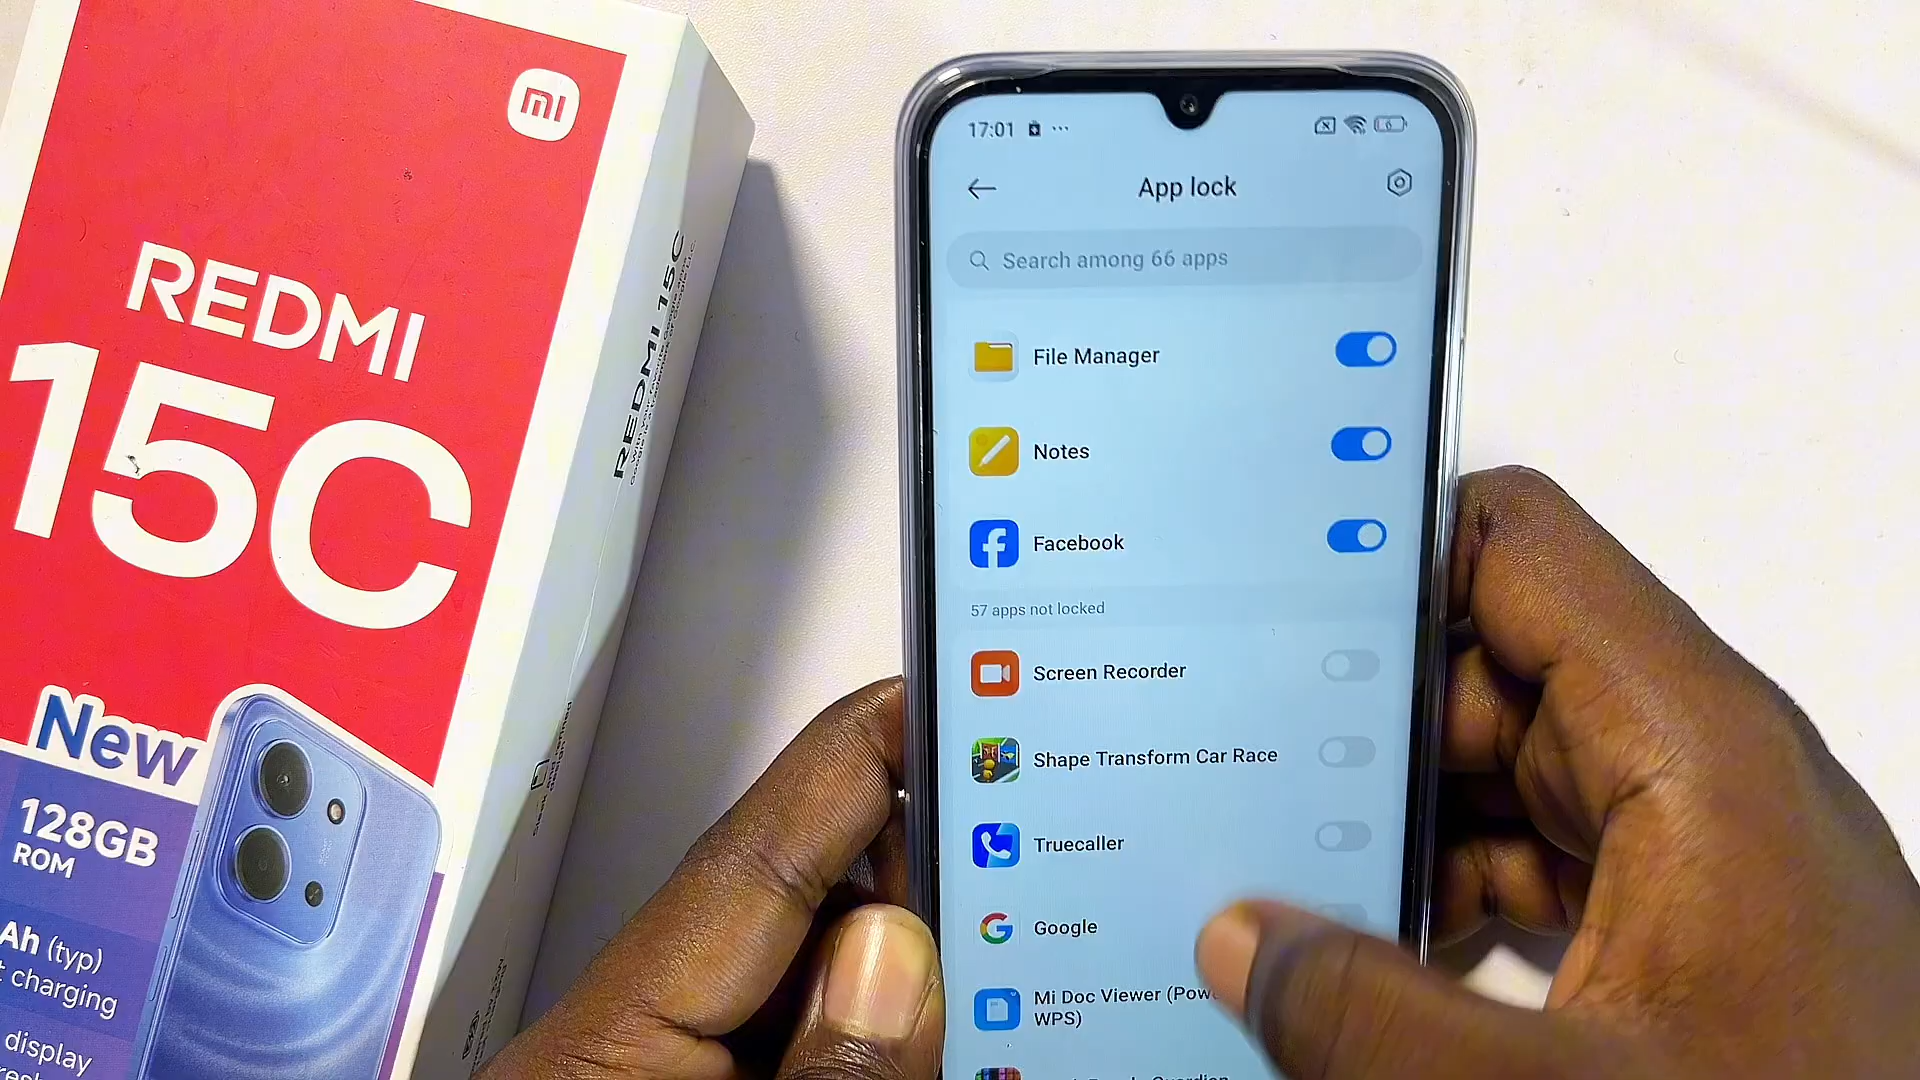 REDMI
15C
New
128GB
ROM
Ah (typ)
t charging
display
REDMI 15C
17:01
App lock
Search among 66 apps
File Manager
Notes
Facebook
57 apps not locked
Screen Recorder
Shape Transform Car Race
Truecaller
Google
Mi Doc Viewer (Pow
WPS)